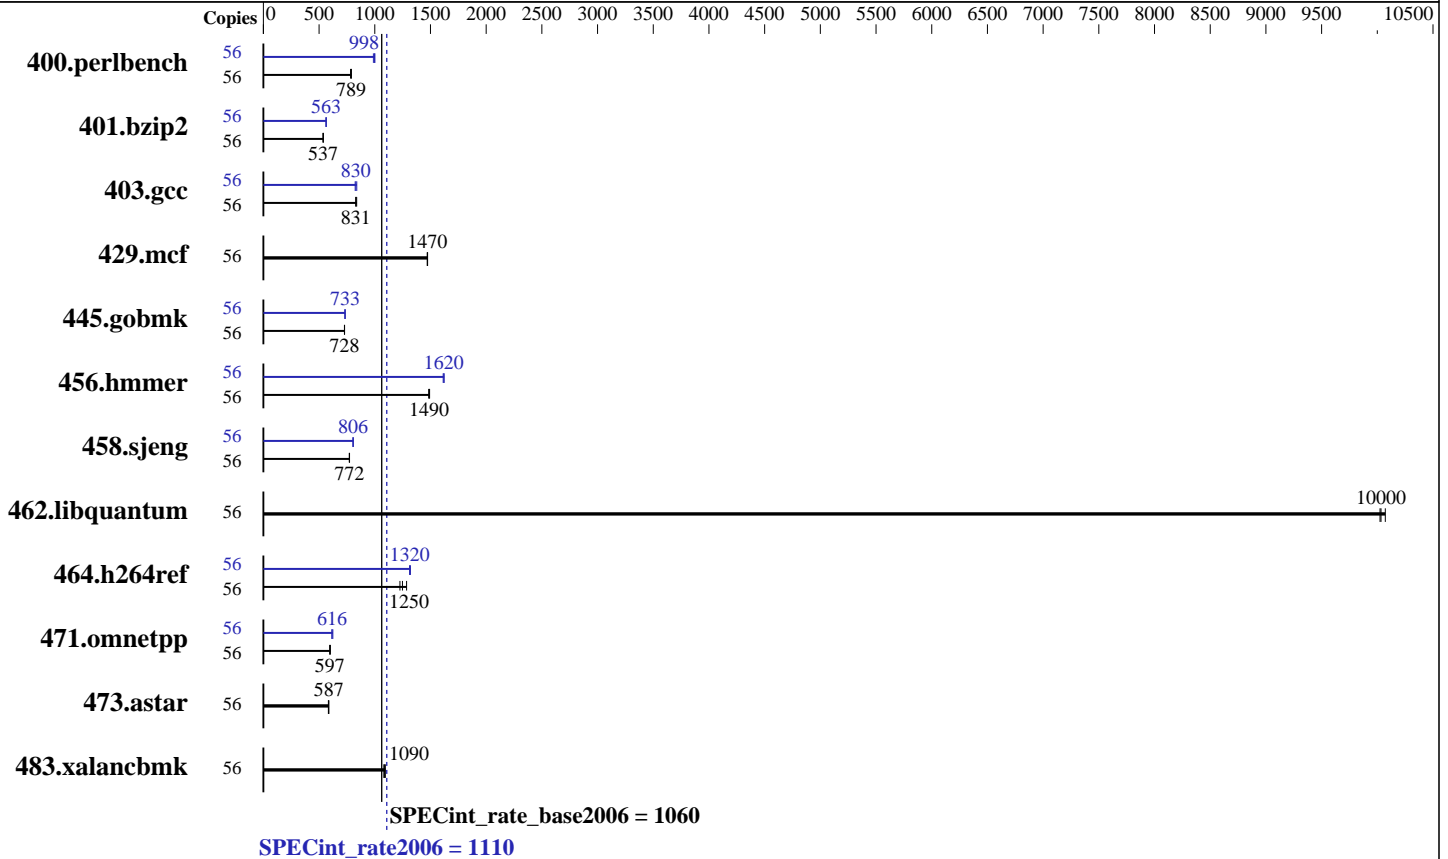 Copies 0 500 1000 1500 2000 2500 3000 3500 4000 4500 5000 5500 6000 6500 7000 7500 8000 8500 9000 9500 10500
400.perlbench 56 998
56 789
401.bzip2 56 563
56 537
403.gcc 56 830
56 831
429.mcf 56 1470
445.gobmk 56 733
56 728
456.hmmer 56 1620
56 1490
458.sjeng 56 806
56 772
462.libquantum 56 10000
464.h264ref 56 1320
56 1250
471.omnetpp 56 616
56 597
473.astar 56 587
483.xalancbmk 56 1090
SPECint_rate_base2006 = 1060
SPECint_rate2006 = 1110